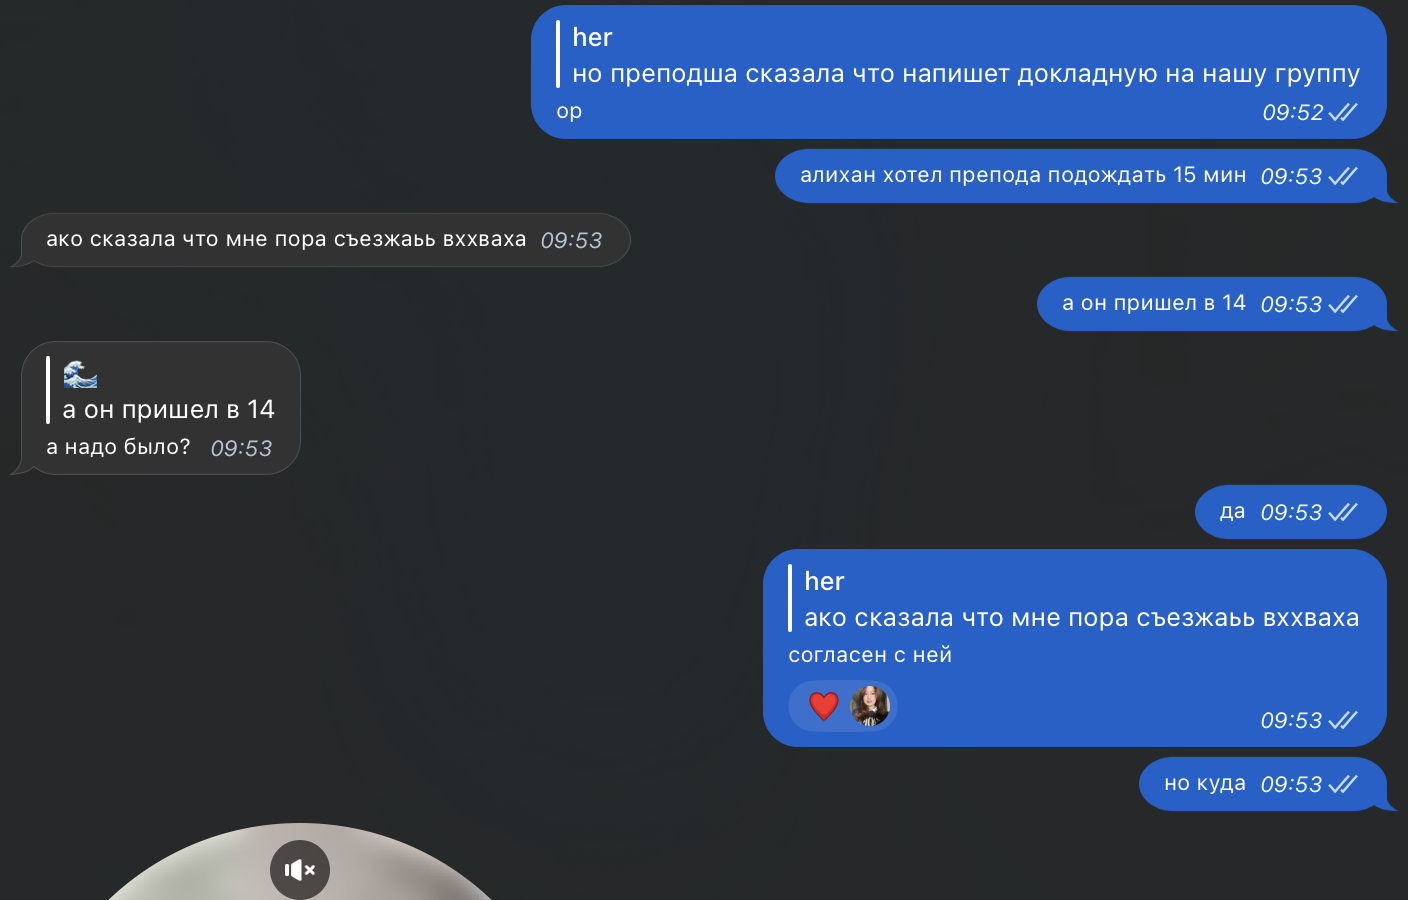 her
но преподша сказала что напишет докладную на нашу группу
ор 09:52
алихан хотел препода подождать 15 мин 09:53
ако сказала что мне пора съезжаьь вххваха 09:53
а он пришел в 14 09:53
🌊
а он пришел в 14
а надо было? 09:53
да 09:53
her
ако сказала что мне пора съезжаьь вххваха
согласен с ней
❤️ 09:53
но куда 09:53